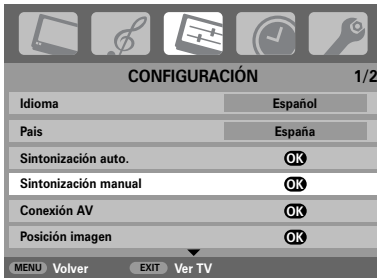 CONFIGURACIÓN 1/2
Idioma Español
Pais España
Sintonización auto. OK
Sintonización manual OK
Conexión AV OK
Posición imagen OK
MENU Volver EXIT Ver TV